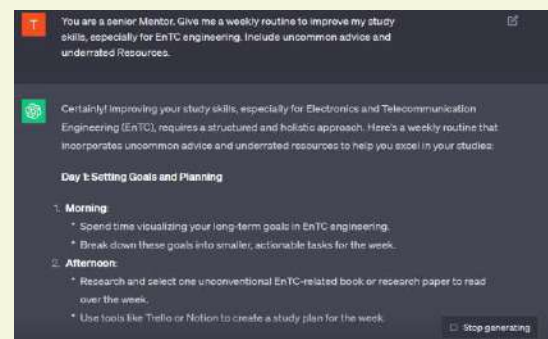 T
You are a senior Mentor. Give me a weekly routine to improve my study
skills, especially for EnTC engineering. Include uncommon advice and
underrated Resources.
Certainly! Improving your study skills, especially for Electronics and Telecommunication
Engineering (EnTC), requires a structured and holistic approach. Here's a weekly routine that
incorporates uncommon advice and underrated resources to help you excel in your studies:
Day 1: Setting Goals and Planning
1. Morning:
• Spend time visualizing your long-term goals in EnTC engineering.
• Break down these goals into smaller, actionable tasks for the week.
2. Afternoon:
• Research and select one unconventional EnTC-related book or research paper to read
over the week.
• Use tools like Trello or Notion to create a study plan for the week.
Stop generating